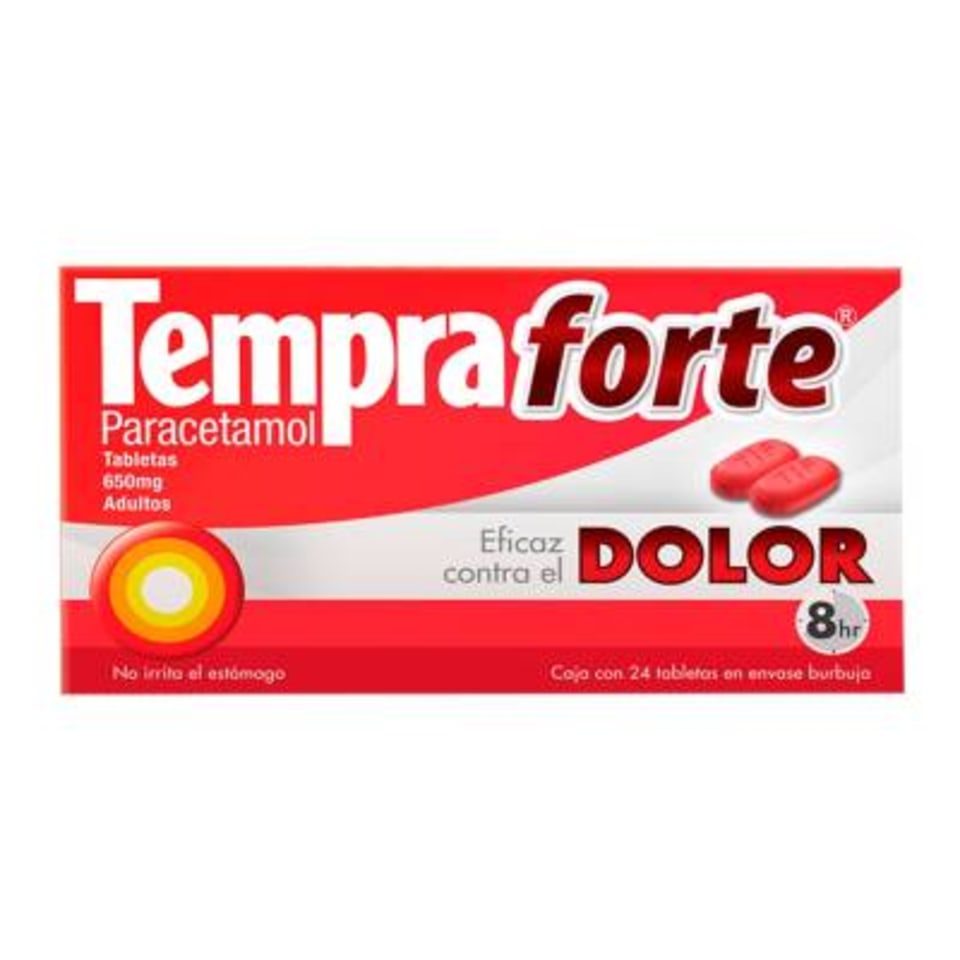 Tempra forte ®
Paracetamol
Tabletas
650mg
Adultos
Eficaz
contra el DOLOR
8hr
No irrita el estómago
Caja con 24 tabletas en envase burbuja